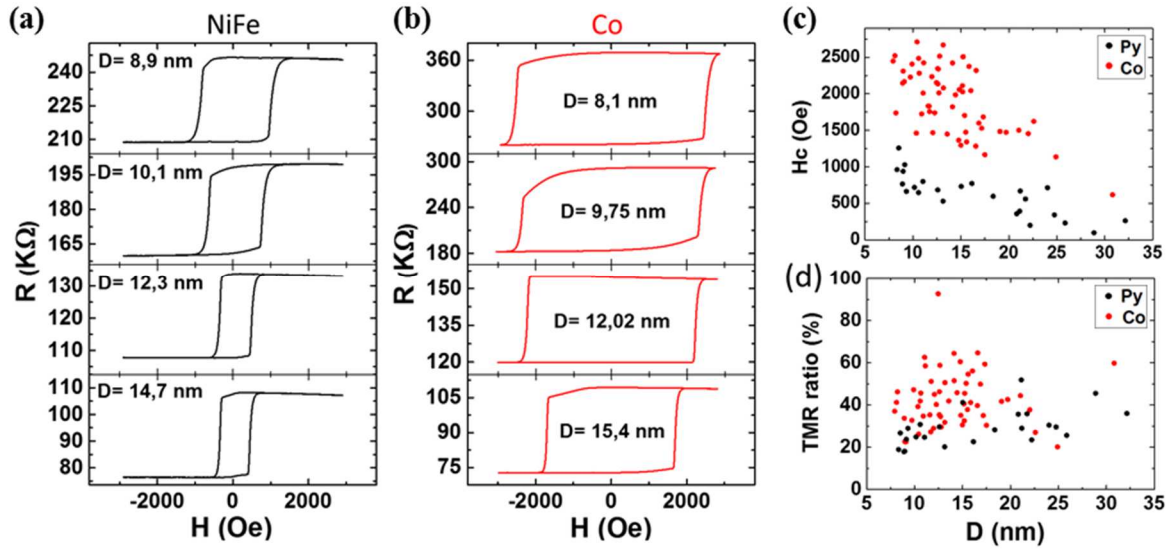 (a)
NiFe
D= 8,9 nm
240
225
210
D= 10,1 nm
195
180
165
D= 12,3 nm
130
120
110
D= 14,7 nm
110
100
90
80
R (KΩ)
-2000 0 2000
H (Oe)
(b)
Co
360
330
300
D= 8,1 nm
300
270
240
210
180
D= 9,75 nm
150
135
120
D= 12,02 nm
105
90
75
D= 15,4 nm
R (KΩ)
-2000 0 2000
H (Oe)
(c)
2500
2000
1500
1000
500
0
Hc (Oe)
Py
Co
5 10 15 20 25 30 35
(d)
100
80
60
40
20
0
TMR ratio (%)
Py
Co
5 10 15 20 25 30 35
D (nm)